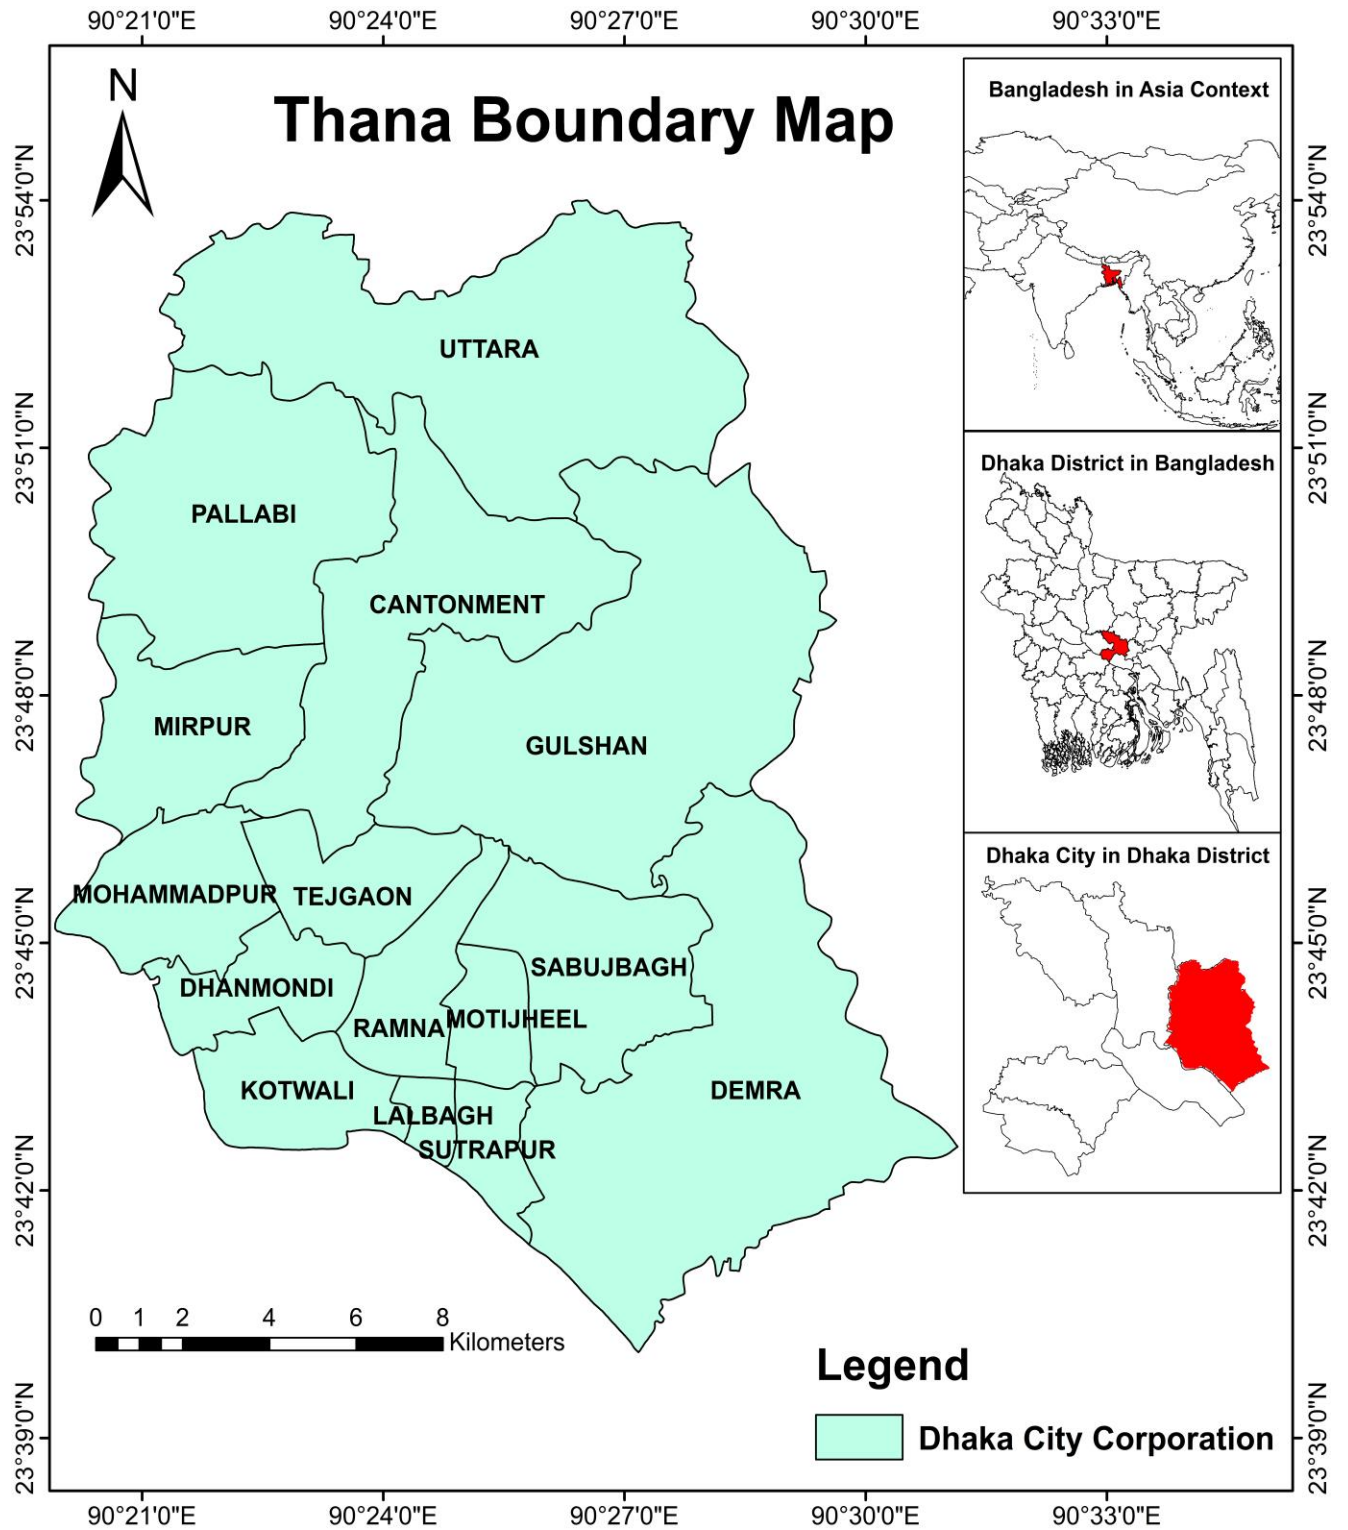 90°21'0"E 90°24'0"E 90°27'0"E 90°30'0"E 90°33'0"E
N
Thana Boundary Map
Bangladesh in Asia Context
23°54'0"N 23°54'0"N
UTTARA
23°51'0"N 23°51'0"N
Dhaka District in Bangladesh
PALLABI
CANTONMENT
23°48'0"N 23°48'0"N
MIRPUR
GULSHAN
Dhaka City in Dhaka District
MOHAMMADPUR TEJGAON
23°45'0"N 23°45'0"N
SABUJBAGH
DHANMONDI
RAMNA MOTIJHEEL
KOTWALI DEMRA
LALBAGH
SUTRAPUR
23°42'0"N 23°42'0"N
0 1 2 4 6 8
Kilometers
Legend
Dhaka City Corporation
23°39'0"N 23°39'0"N
90°21'0"E 90°24'0"E 90°27'0"E 90°30'0"E 90°33'0"E